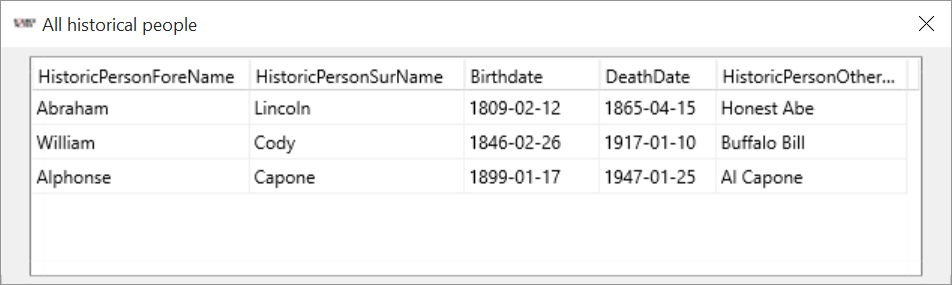 All historical people
HistoricPersonForeName HistoricPersonSurName Birthdate DeathDate HistoricPersonOther...
Abraham Lincoln 1809-02-12 1865-04-15 Honest Abe
William Cody 1846-02-26 1917-01-10 Buffalo Bill
Alphonse Capone 1899-01-17 1947-01-25 Al Capone